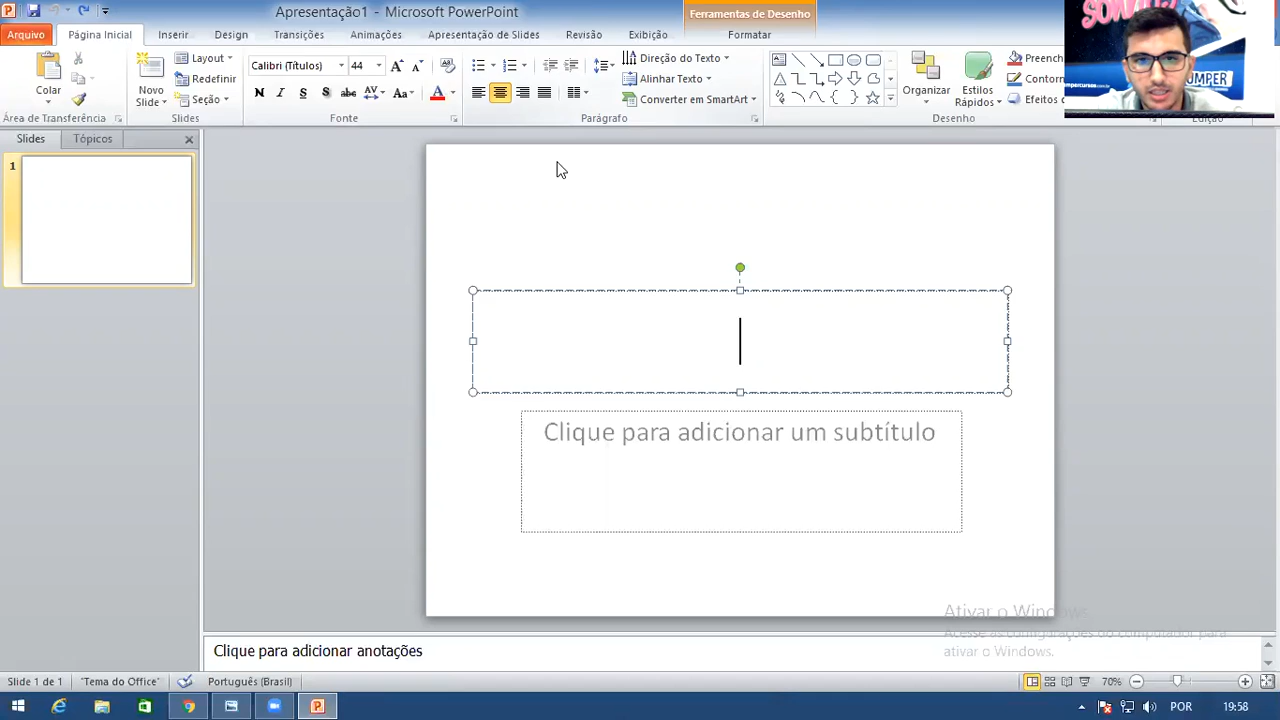 Apresentação1 - Microsoft PowerPoint
Ferramentas de Desenho
Arquivo
Página Inicial
Inserir
Design
Transições
Animações
Apresentação de Slides
Revisão
Exibição
Formatar
Colar
Novo
Slide
Layout
Redefinir
Seção
Calibri (Títulos)
44
N I S S abc AV Aa A
Direção do Texto
Alinhar Texto
Converter em SmartArt
Organizar
Estilos
Rápidos
Preench
Contorn
Efeitos d
Área de Transferência
Slides
Fonte
Parágrafo
Desenho
Edição
UMPER
Slides
Tópicos
1
Clique para adicionar um subtítulo
Ativar o Windows
Acesse as configurações do computador para
ativar o Windows.
Clique para adicionar anotações
Slide 1 de 1
"Tema do Office"
Português (Brasil)
70%
POR
19:58